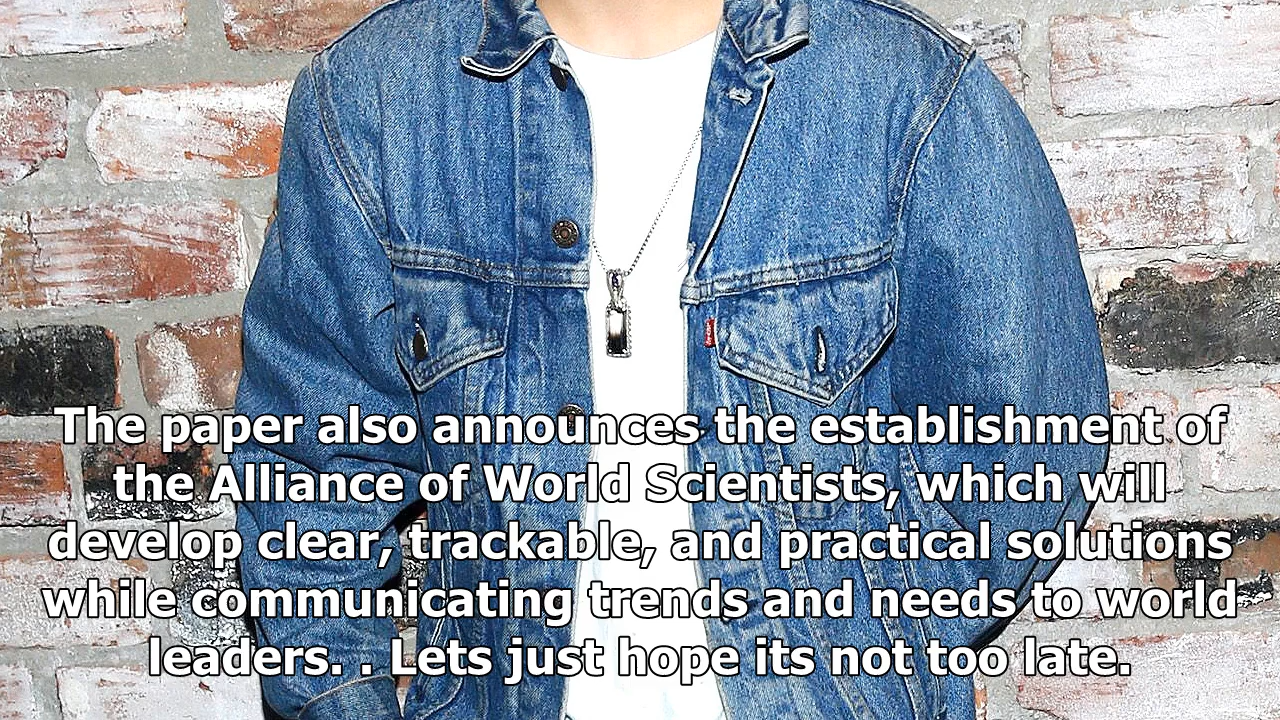 The paper also announces the establishment of
the Alliance of World Scientists, which will
develop clear, trackable, and practical solutions
while communicating trends and needs to world
leaders. . Lets just hope its not too late.